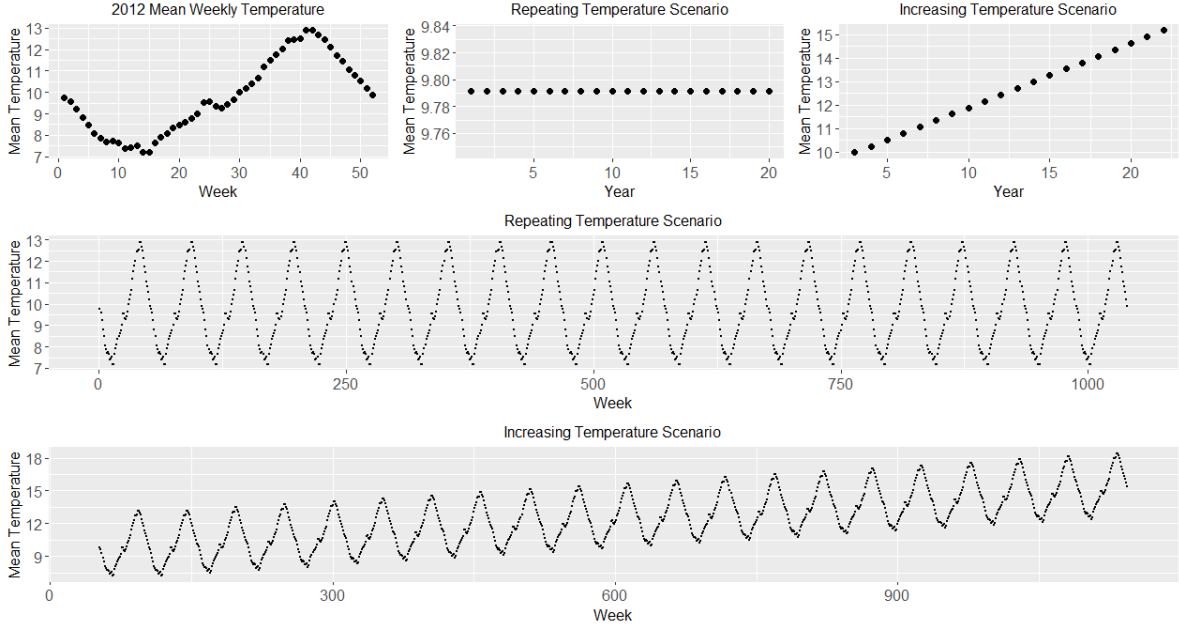 2012 Mean Weekly Temperature
Mean Temperature
13
12
11
10
9
8
7
0 10 20 30 40 50
Week
Repeating Temperature Scenario
Mean Temperature
9.84
9.82
9.80
9.78
9.76
5 10 15 20
Year
Increasing Temperature Scenario
Mean Temperature
15
14
13
12
11
10
5 10 15 20
Year
Repeating Temperature Scenario
Mean Temperature
13
12
11
10
9
8
7
0 250 500 750 1000
Week
Increasing Temperature Scenario
Mean Temperature
18
15
12
9
0 300 600 900
Week